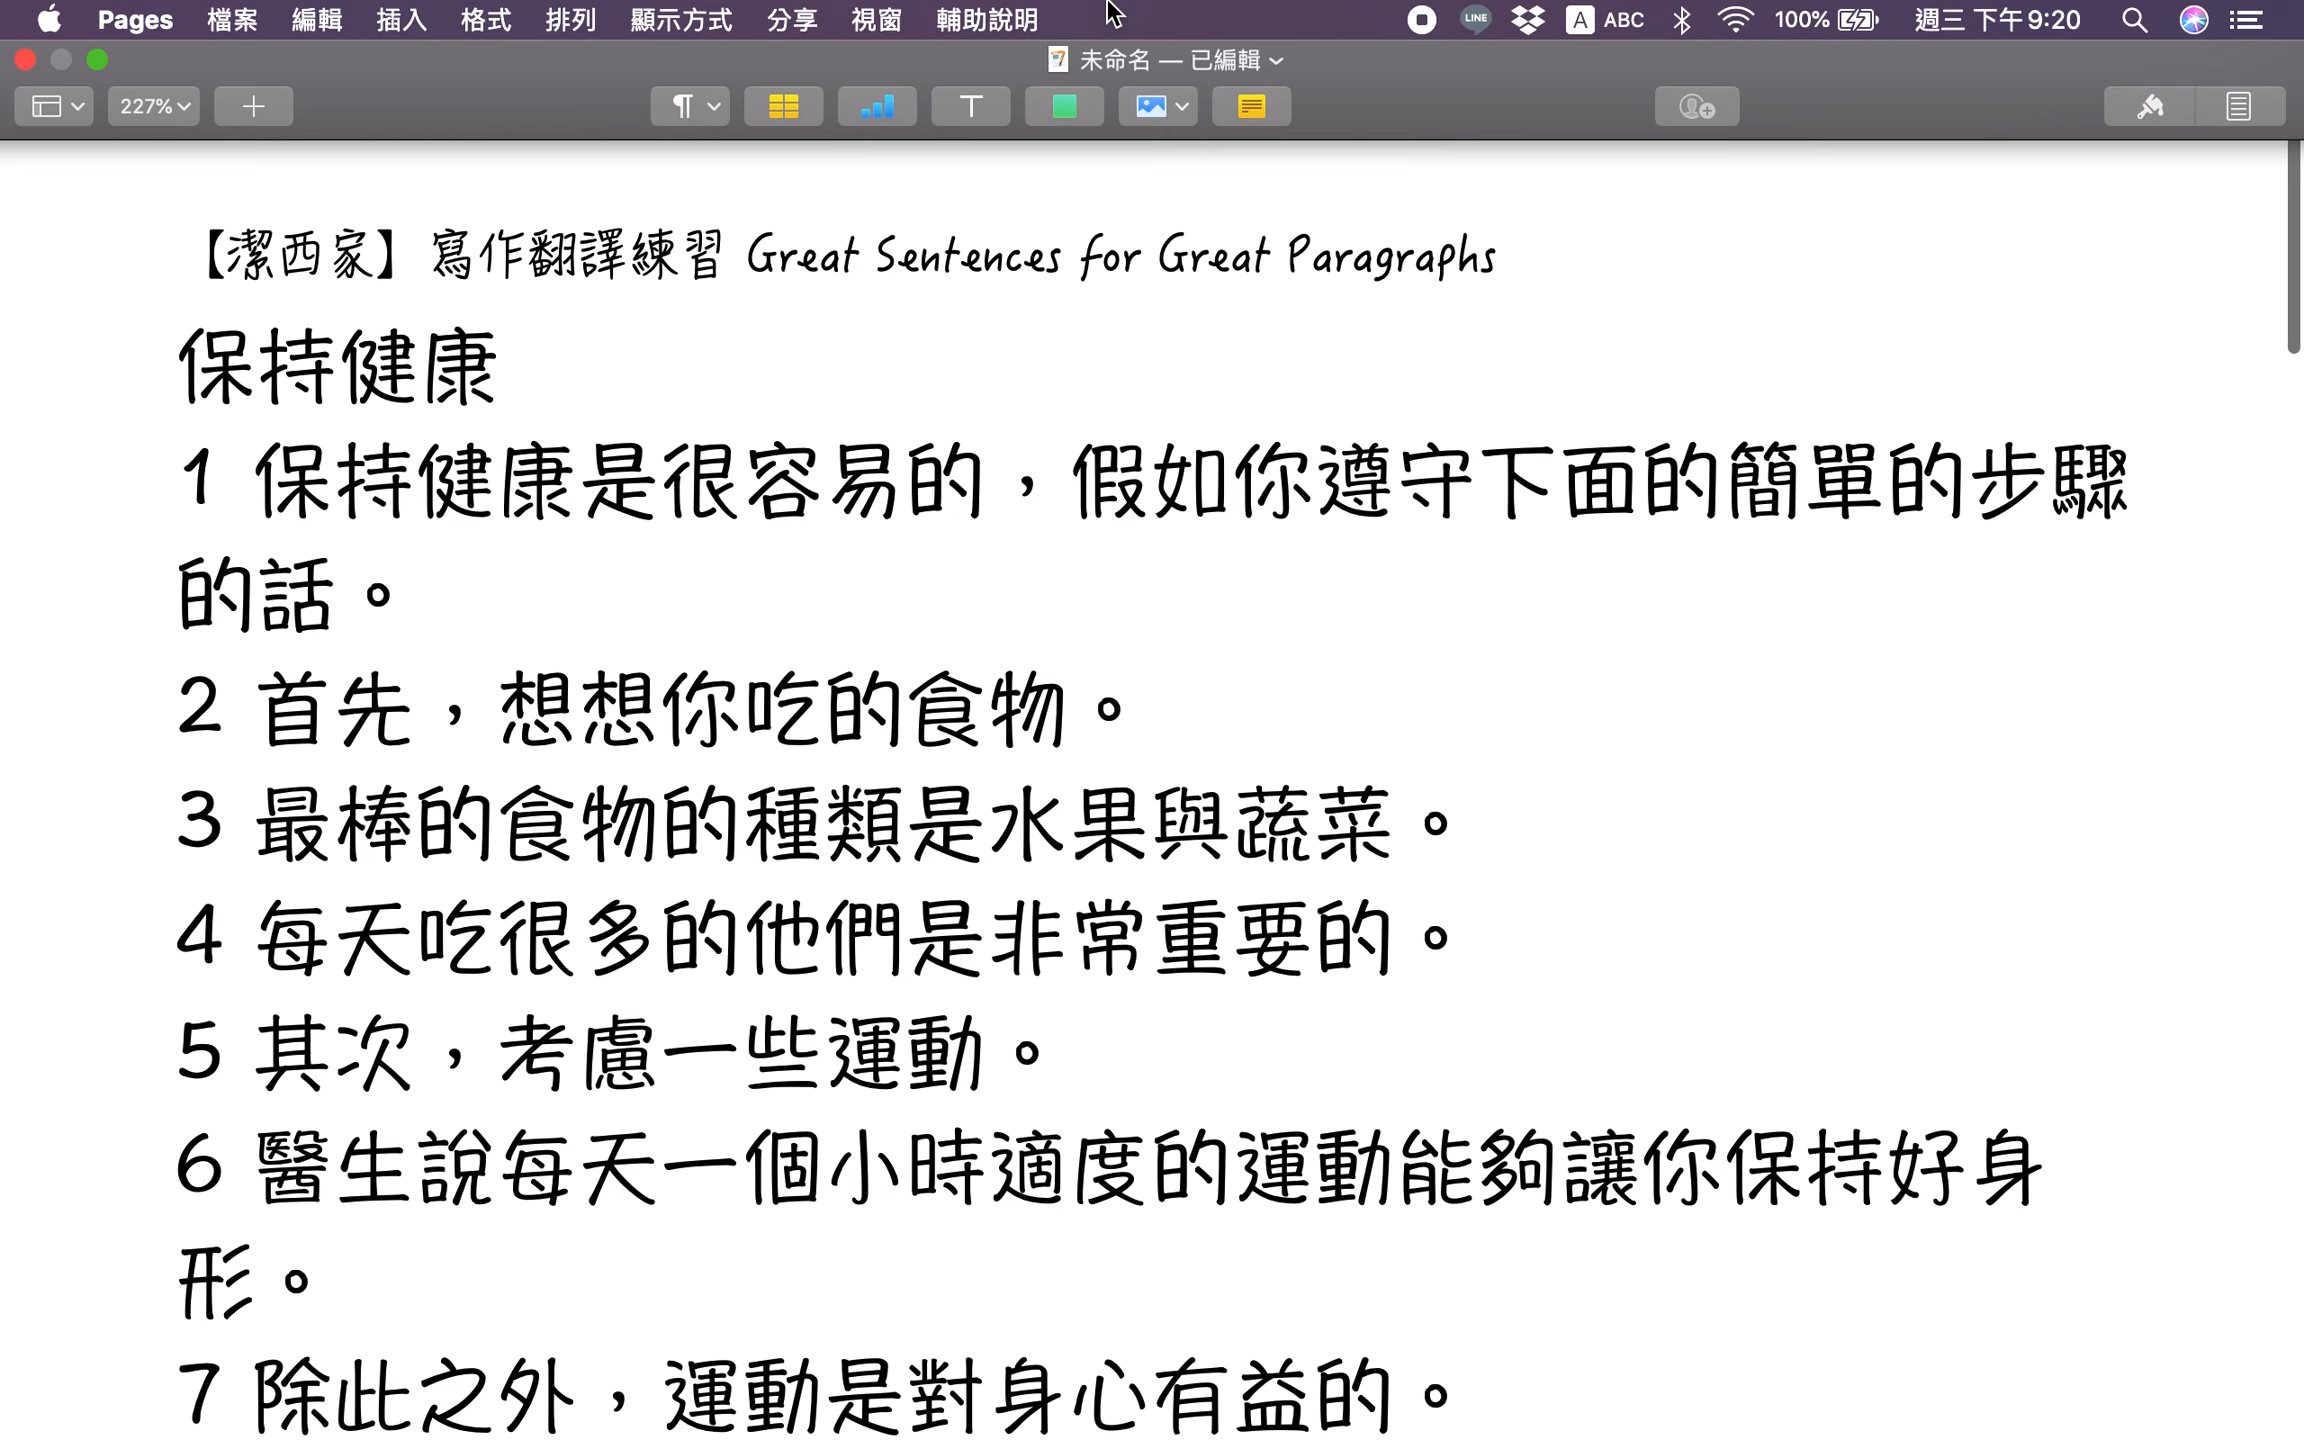 Pages 檔案 編輯 插入 格式 排列 顯示方式 分享 視窗 輔助說明 LINE A ABC 100% 週三 下午9:20
未命名 — 已編輯
227%
【潔西家】寫作翻譯練習 Great Sentences for Great Paragraphs
保持健康
1 保持健康是很容易的，假如你遵守下面的簡單的步驟
的話。
2 首先，想想你吃的食物。
3 最棒的食物的種類是水果與蔬菜。
4 每天吃很多的他們是非常重要的。
5 其次，考慮一些運動。
6 醫生說每天一個小時適度的運動能夠讓你保持好身
形。
7 除此之外，運動是對身心有益的。